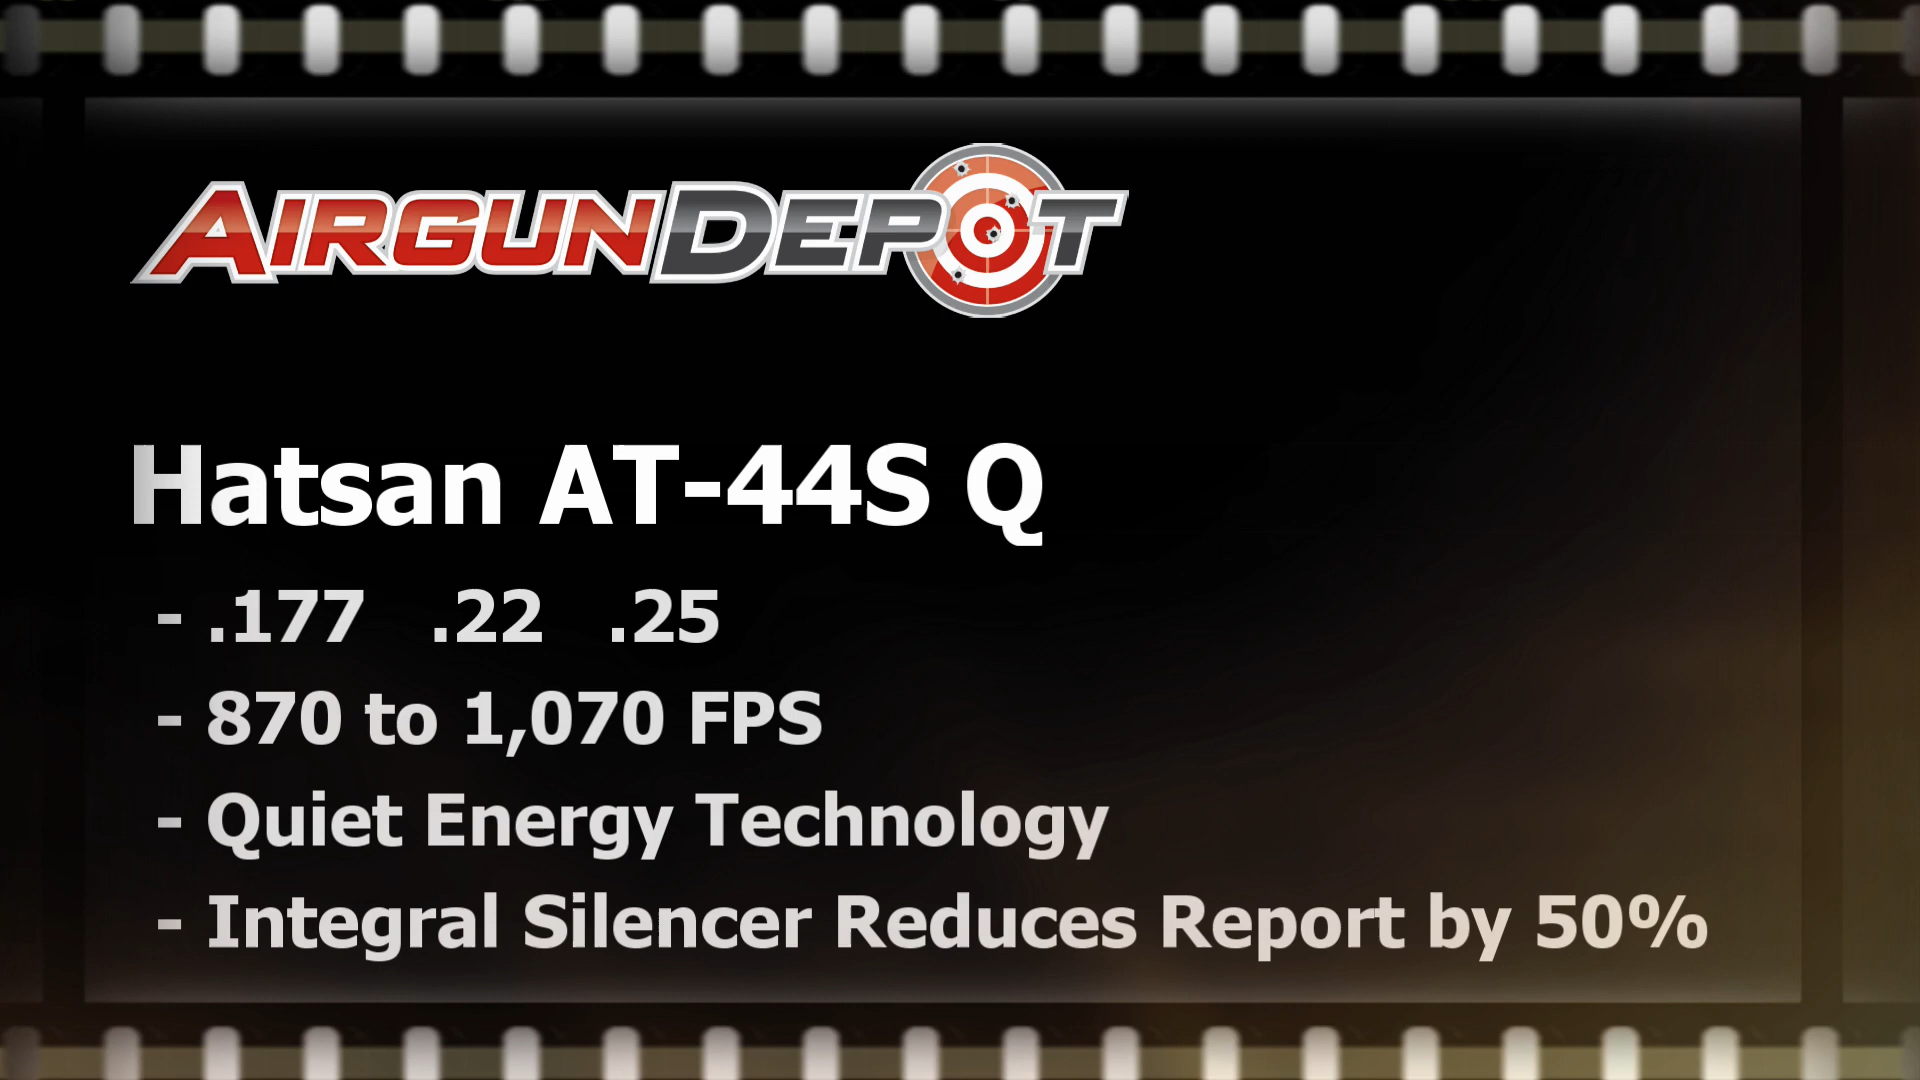 AIRGUNDEPOT
Hatsan AT-44S Q
- .177 .22 .25
- 870 to 1,070 FPS
- Quiet Energy Technology
- Integral Silencer Reduces Report by 50%